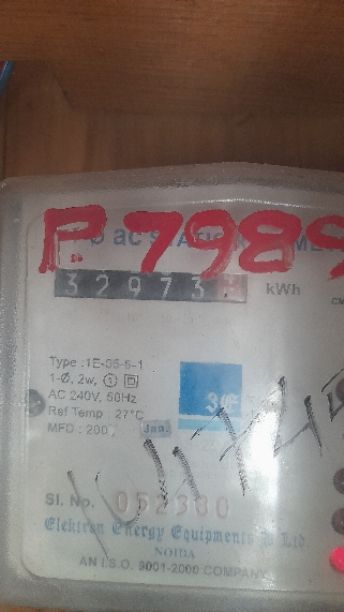 P.7989
32973
kWh
Type :1E-05-5-1
1-Ø, 2w,
AC 240V, 50Hz
Ref Temp : 27°C
MFD : 200
Sl. No. 052380
Elektron Energy Equipments Ltd
NOIDA
AN I.S.O. 9001-2000 COMPANY